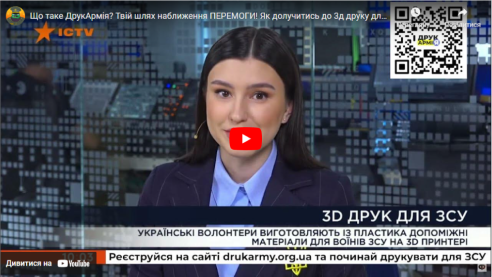 Що таке ДрукАрмія? Твій шлях наближення ПЕРЕМОГИ! Як долучитись до 3д друку дл...
ICTV
ДРУК
АРМІЯ
3D ДРУК ДЛЯ ЗСУ
УКРАЇНСЬКІ ВОЛОНТЕРИ ВИГОТОВЛЯЮТЬ ІЗ ПЛАСТИКА ДОПОМІЖНІ
МАТЕРІАЛИ ДЛЯ ВОЇНІВ ЗСУ НА 3D ПРИНТЕРІ
Дивитися на YouTube
Реєструйся на сайті drukarmy.org.ua та починай друкувати для ЗСУ